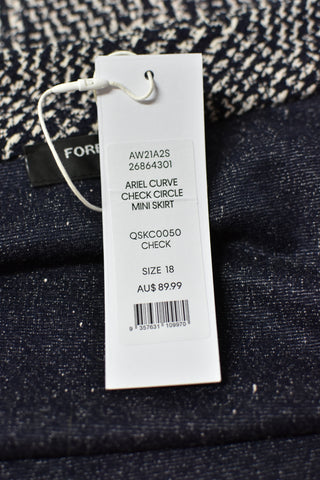 FORE
AW21A2S
26864301
ARIEL CURVE
CHECK CIRCLE
MINI SKIRT
QSKC0050
CHECK
SIZE 18
AU$ 89.99
9 357631 109970